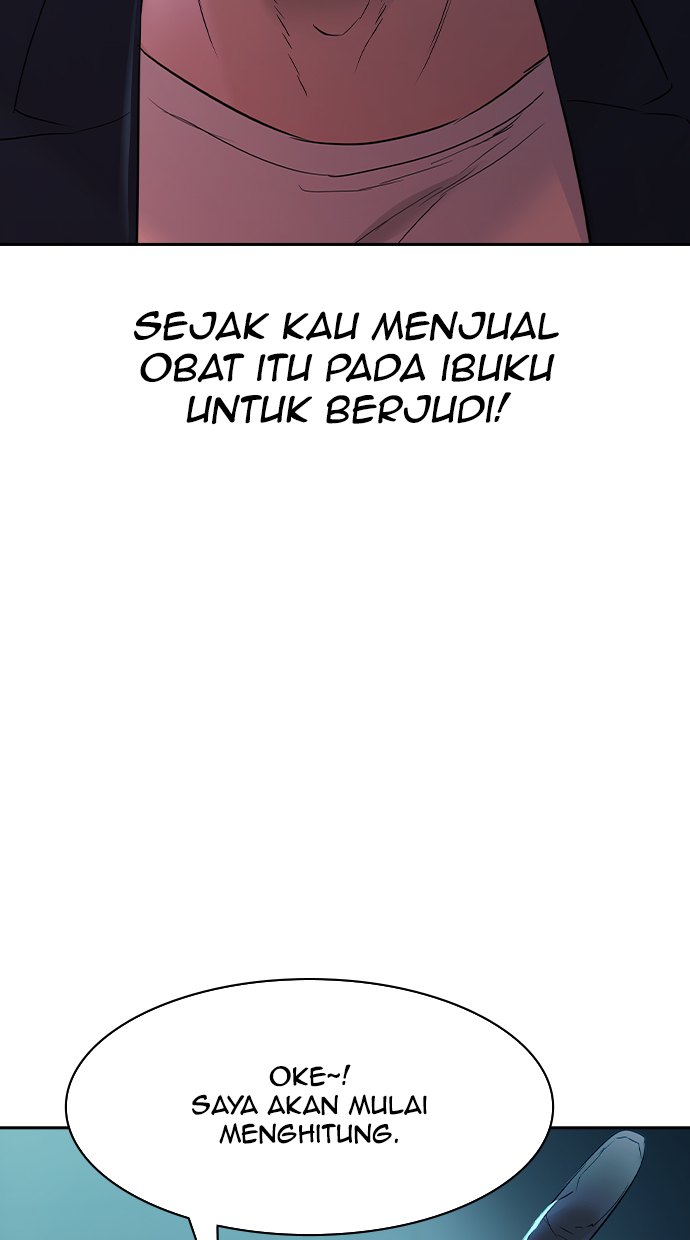 SEJAK KAU MENJUAL
OBAT ITU PADA IBUKU
UNTUK BERJUDI!
OKE~!
SAYA AKAN MULAI
MENGHITUNG.